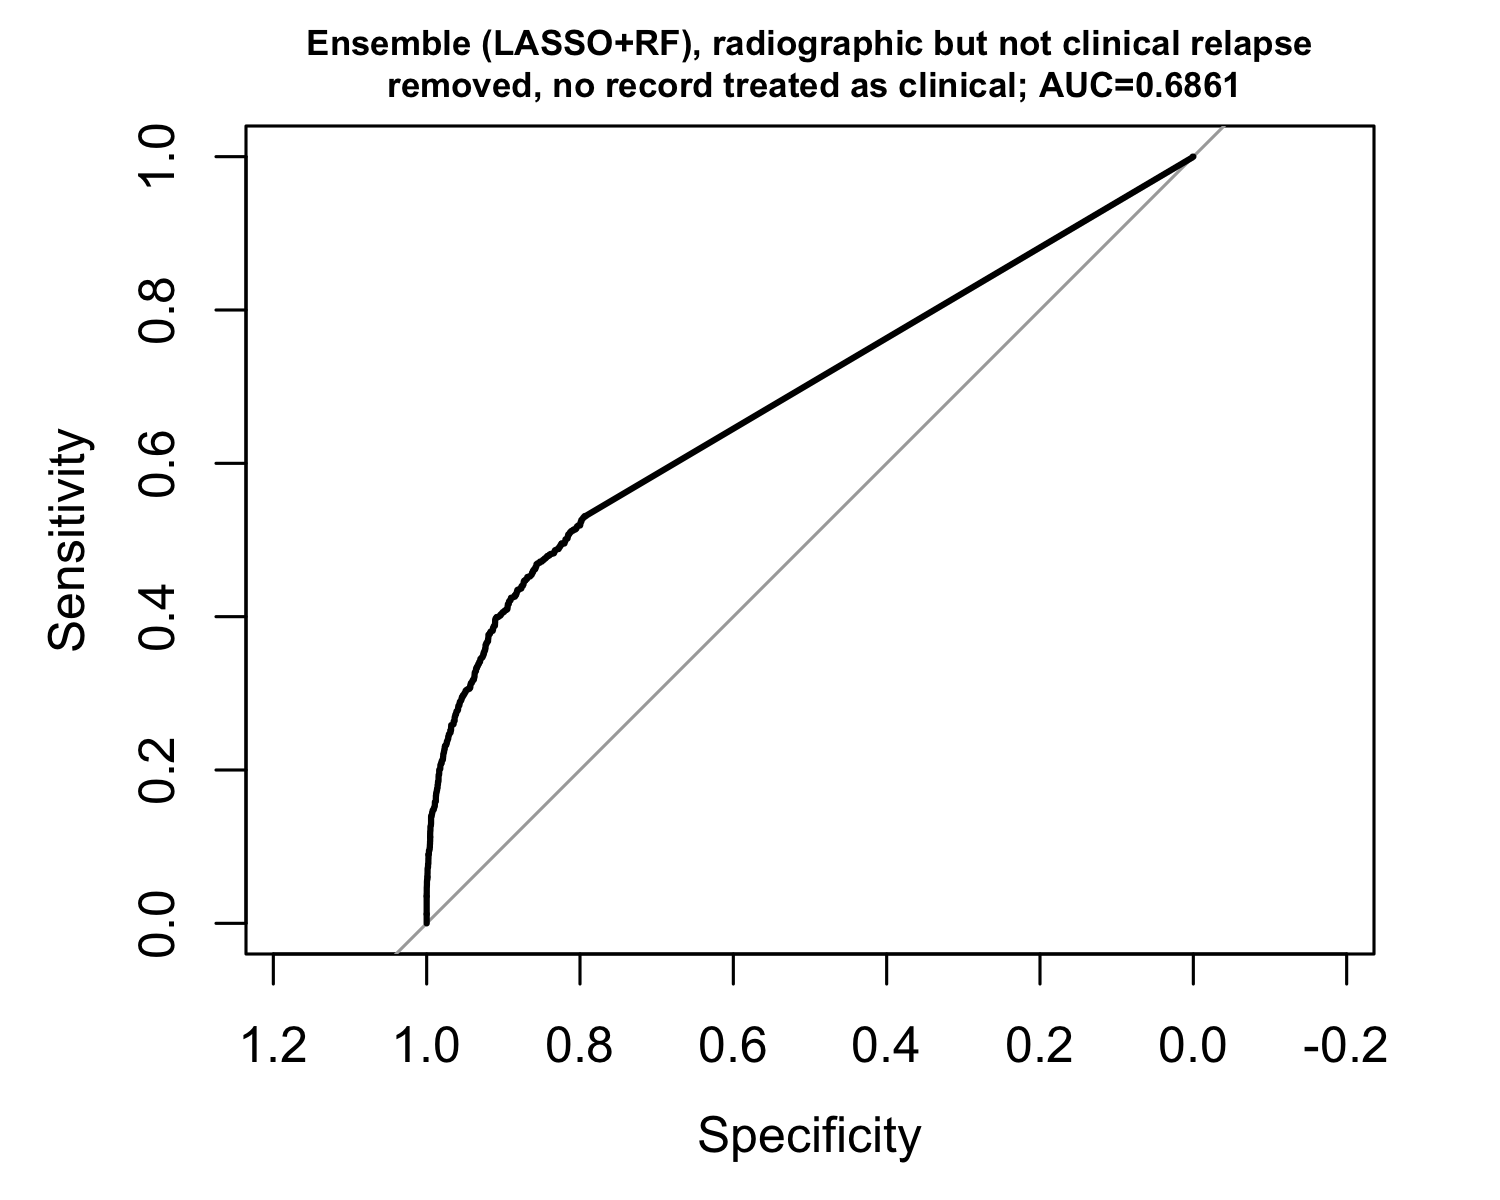 Ensemble (LASSO+RF), radiographic but not clinical relapse
removed, no record treated as clinical; AUC=0.6861
1.0
0.8
0.6
0.4
0.2
0.0
Sensitivity
1.2 1.0 0.8 0.6 0.4 0.2 0.0 -0.2
Specificity